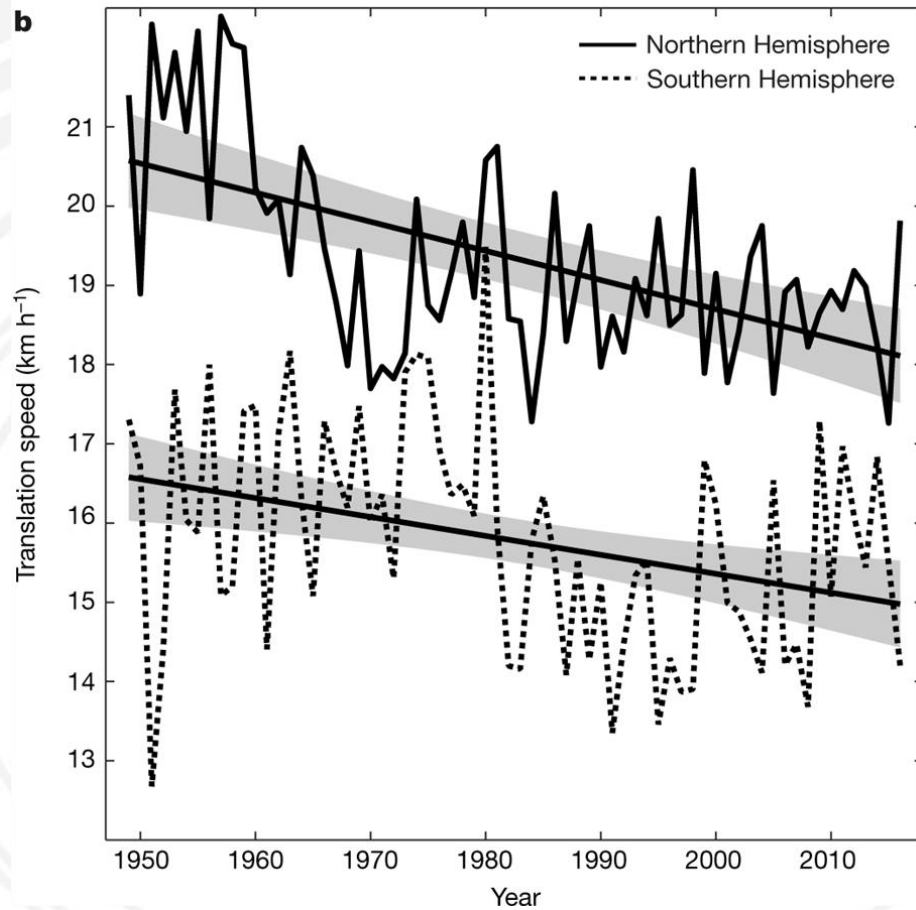 b
Northern Hemisphere
Southern Hemisphere
21
20
19
18
17
16
15
14
13
Translation speed (km h⁻¹)
1950 1960 1970 1980 1990 2000 2010
Year